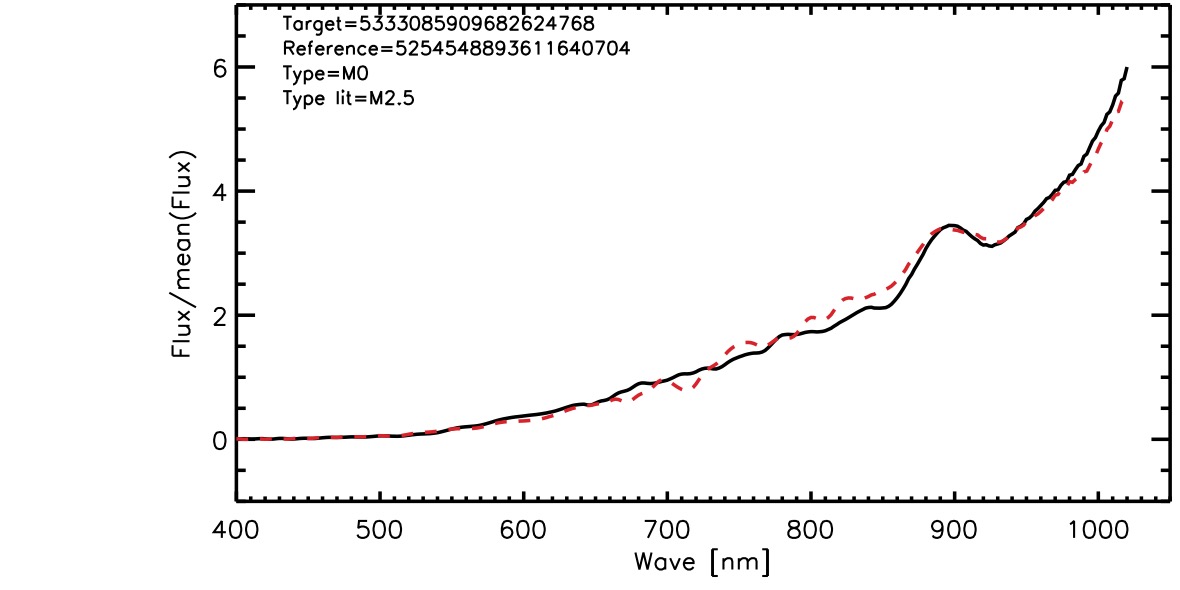 Target=5333085909682624768
Reference=5254548893611640704
Type=M0
Type lit=M2.5
Flux/mean(Flux)
6
4
2
0
400 500 600 700 800 900 1000
Wave [nm]